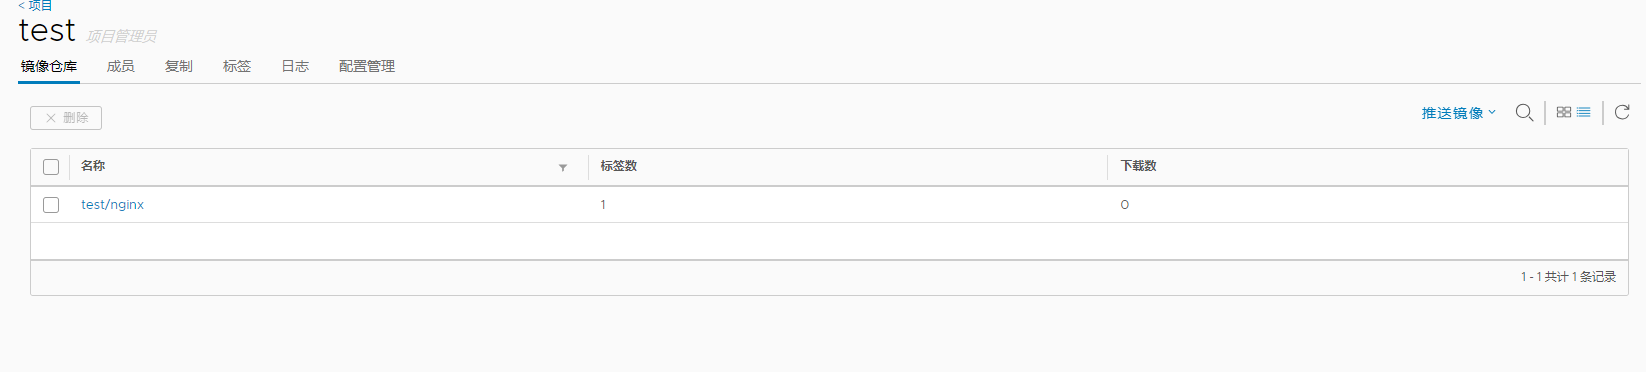 < 项目
test 项目管理员
镜像仓库 成员 复制 标签 日志 配置管理
× 删除 推送镜像
名称 标签数 下载数
test/nginx 1 0
1 - 1 共计 1 条记录